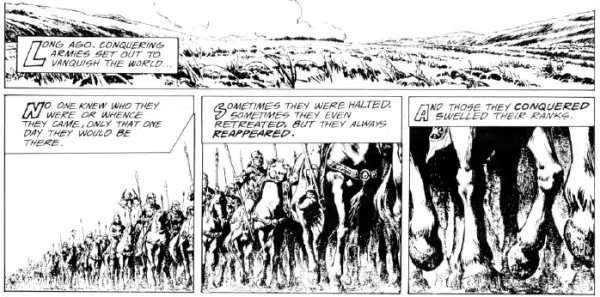 LONG AGO. CONQUERING
ARMIES SET OUT TO
VANQUISH THE WORLD...
NO ONE KNEW WHO THEY
WERE OR WHENCE
THEY CAME, ONLY THAT ONE
DAY THEY WOULD BE
THERE.
SOMETIMES THEY WERE HALTED.
SOMETIMES THEY EVEN
RETREATED. BUT THEY ALWAYS
REAPPEARED.
AND THOSE THEY CONQUERED
SWELLED THEIR RANKS.